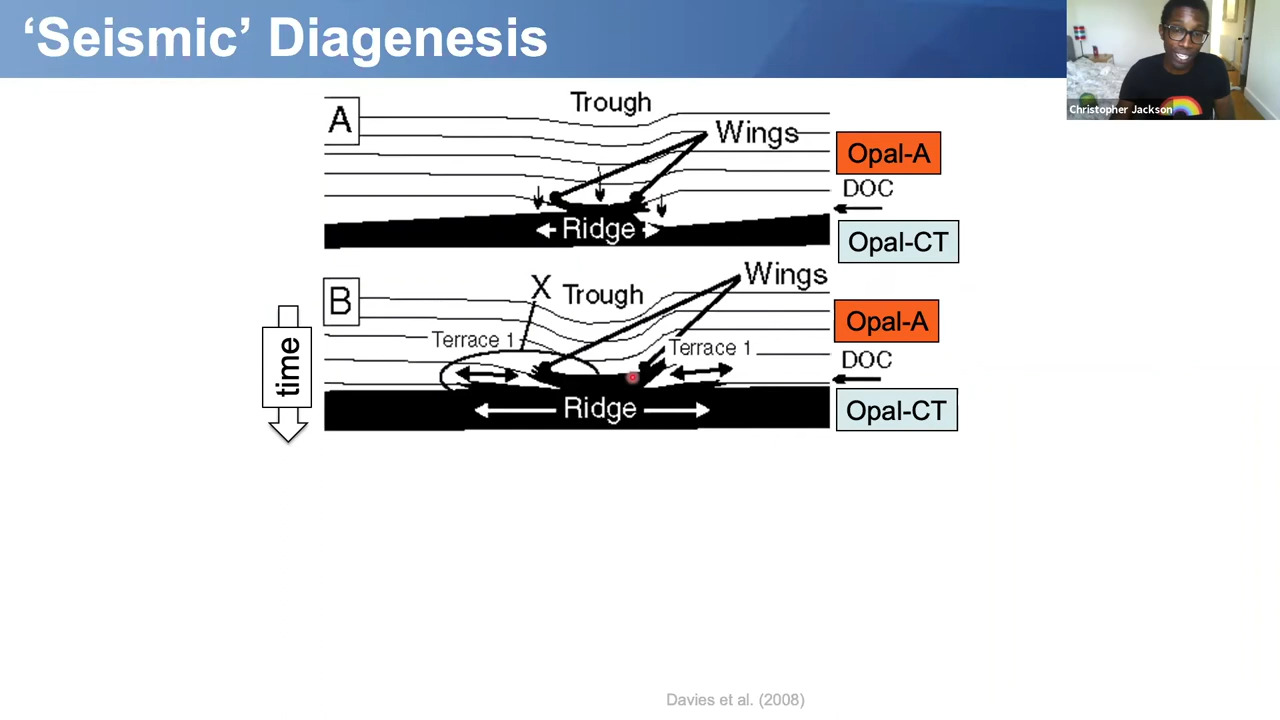 ‘Seismic’ Diagenesis
Christopher Jackson
A
Trough
Wings
Opal-A
DOC
Ridge
Opal-CT
B
X
Trough
Wings
Opal-A
Terrace 1
Terrace 1
DOC
time
Ridge
Opal-CT
Davies et al. (2008)